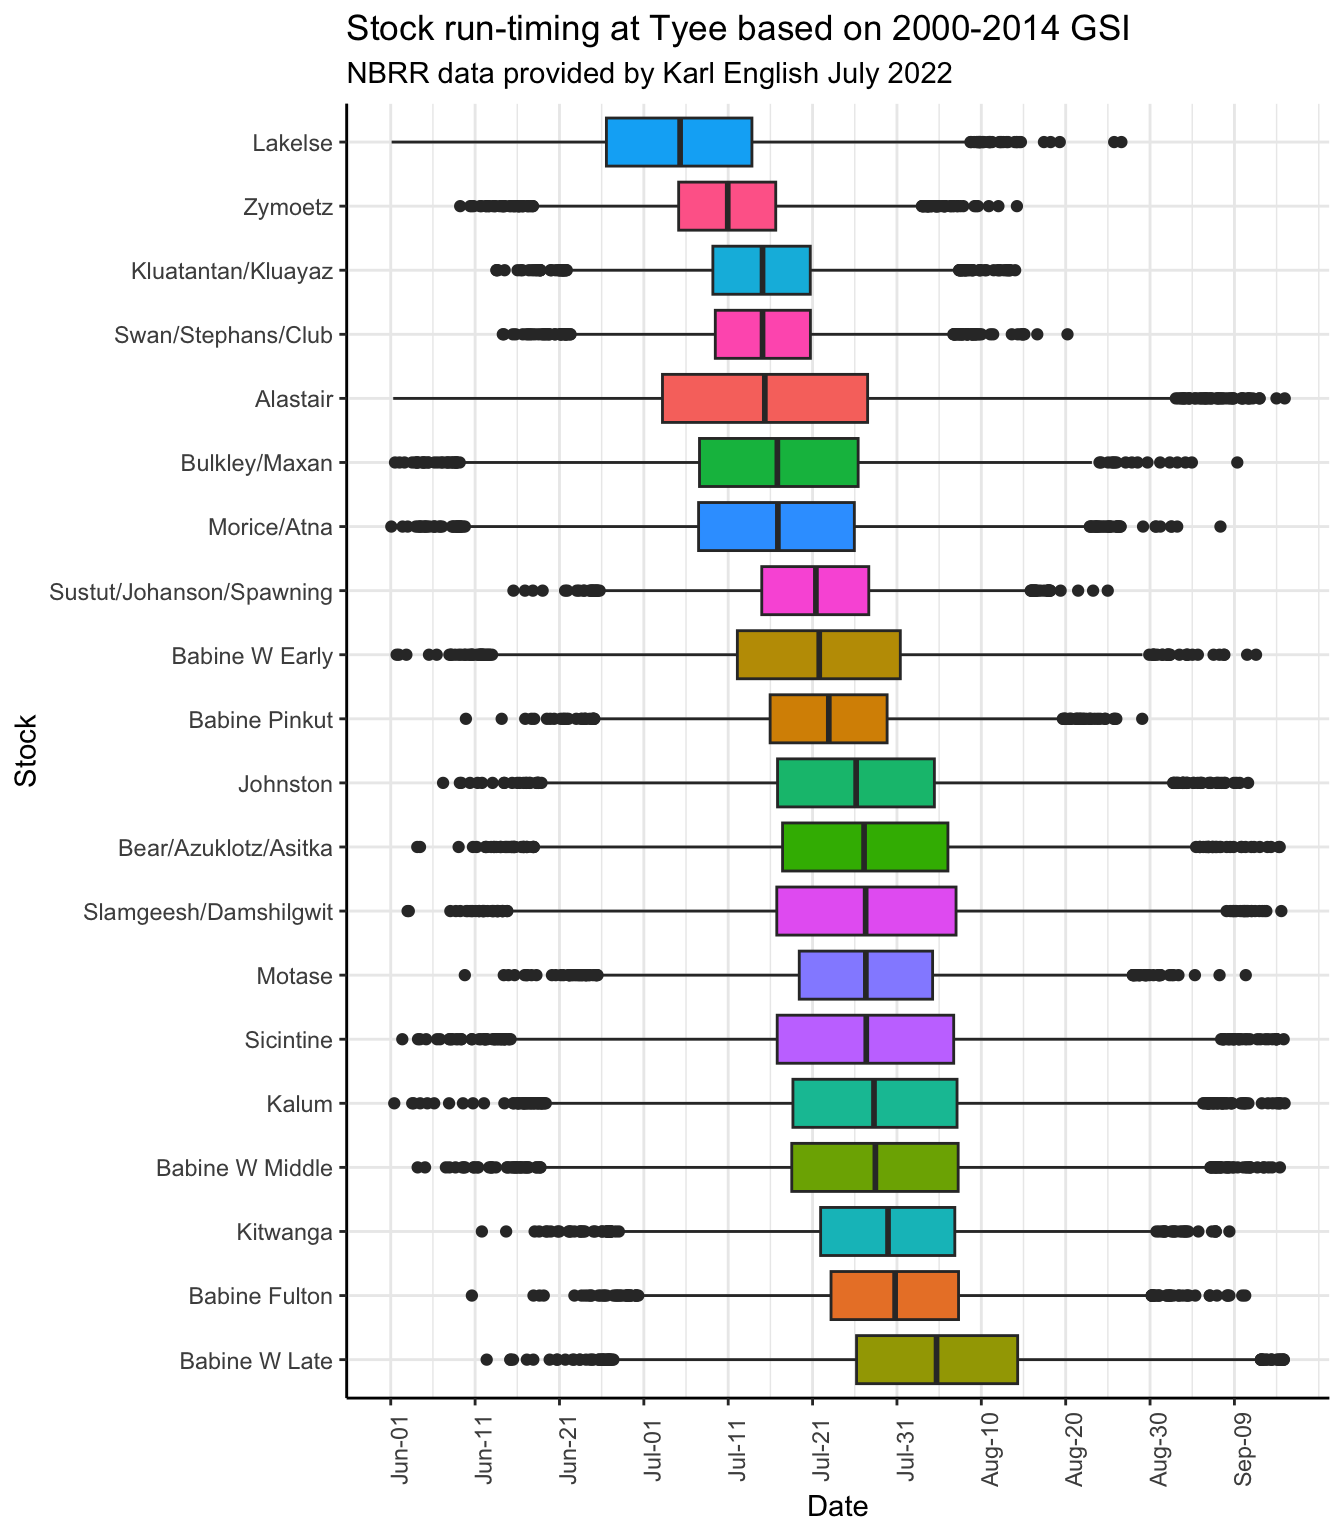 Stock run-timing at Tyee based on 2000-2014 GSI
NBRR data provided by Karl English July 2022
Lakelse
Zymoetz
Kluatantan/Kluayaz
Swan/Stephans/Club
Alastair
Bulkley/Maxan
Morice/Atna
Sustut/Johanson/Spawning
Babine W Early
Babine Pinkut
Johnston
Bear/Azuklotz/Asitka
Slamgeesh/Damshilgwit
Motase
Sicintine
Kalum
Babine W Middle
Kitwanga
Babine Fulton
Babine W Late
Stock
Jun-01
Jun-11
Jun-21
Jul-01
Jul-11
Jul-21
Jul-31
Aug-10
Aug-20
Aug-30
Sep-09
Date